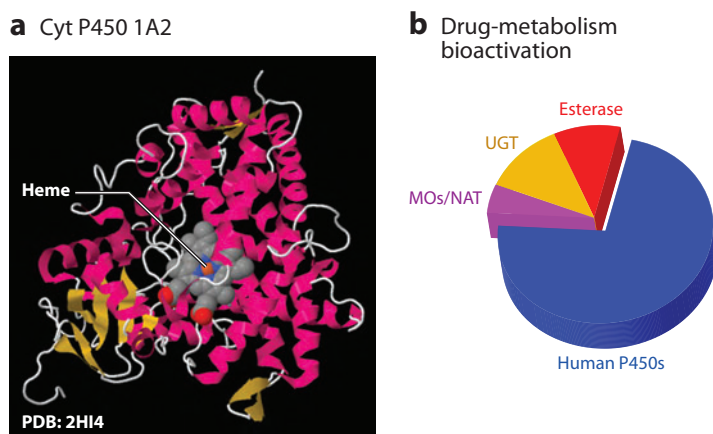 a Cyt P450 1A2
Heme
PDB: 2HI4
b Drug-metabolism
bioactivation
Esterase
UGT
MOs/NAT
Human P450s